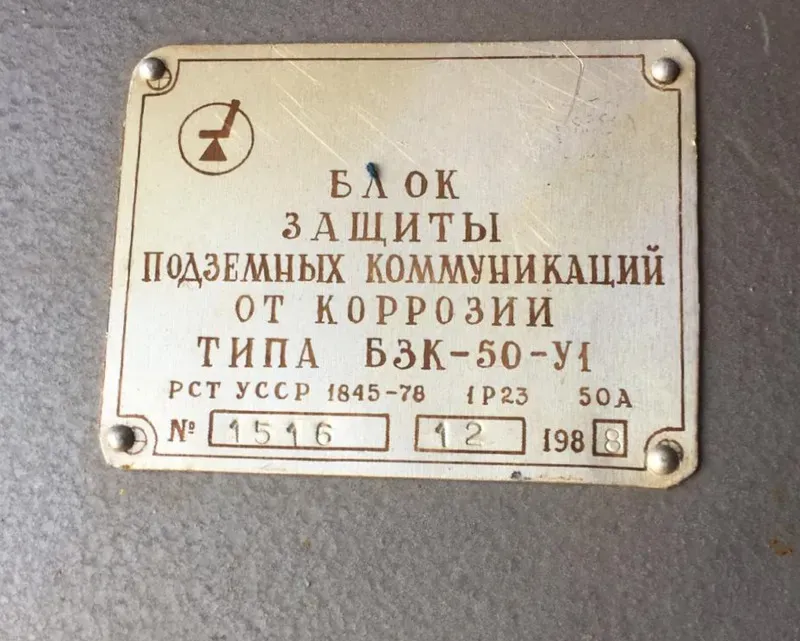 БЛОК
ЗАЩИТЫ
ПОДЗЕМНЫХ КОММУНИКАЦИЙ
ОТ КОРРОЗИИ
ТИПА БЗК-50-У1
РСТ УССР 1845-78 IP23 50А
№ 1516 12 1988